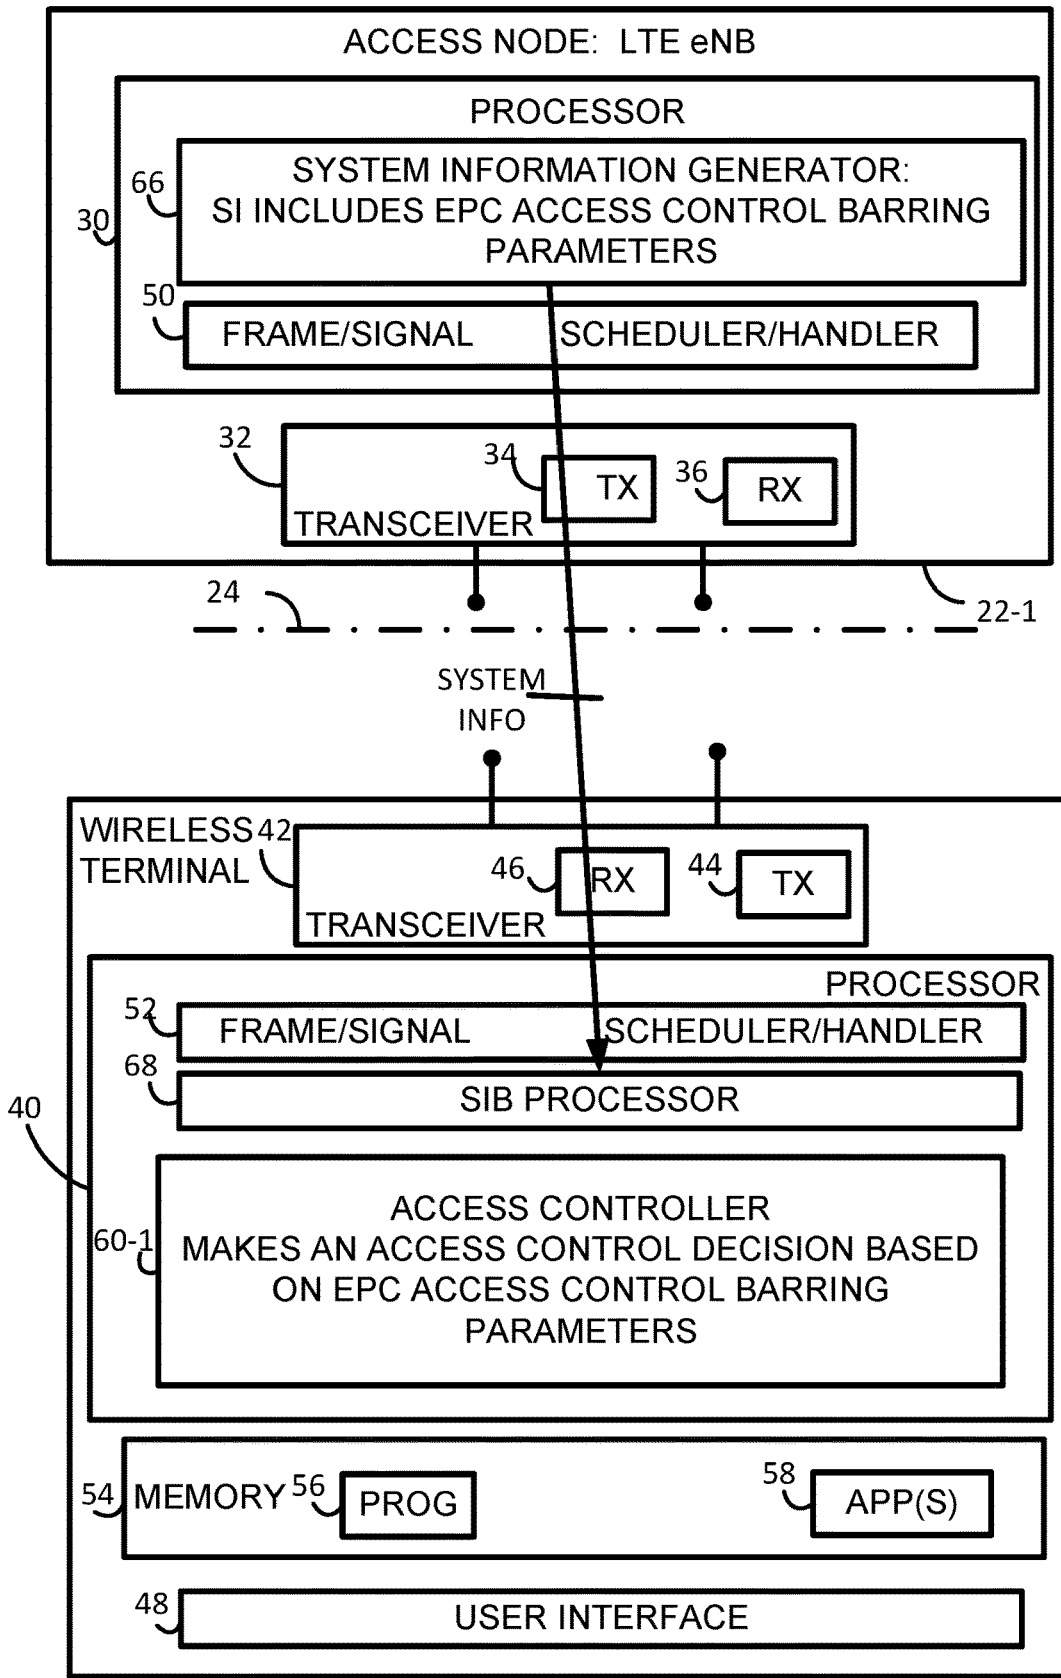 ACCESS NODE: LTE eNB
PROCESSOR
66
SYSTEM INFORMATION GENERATOR:
SI INCLUDES EPC ACCESS CONTROL BARRING
PARAMETERS
30
50
FRAME/SIGNAL SCHEDULER/HANDLER
32
34
TX
36
RX
TRANSCEIVER
24
22-1
SYSTEM
INFO
WIRELESS
TERMINAL
42
46
RX
44
TX
TRANSCEIVER
PROCESSOR
52
FRAME/SIGNAL SCHEDULER/HANDLER
68
SIB PROCESSOR
40
60-1
ACCESS CONTROLLER
MAKES AN ACCESS CONTROL DECISION BASED
ON EPC ACCESS CONTROL BARRING
PARAMETERS
54
MEMORY
56
PROG
58
APP(S)
48
USER INTERFACE